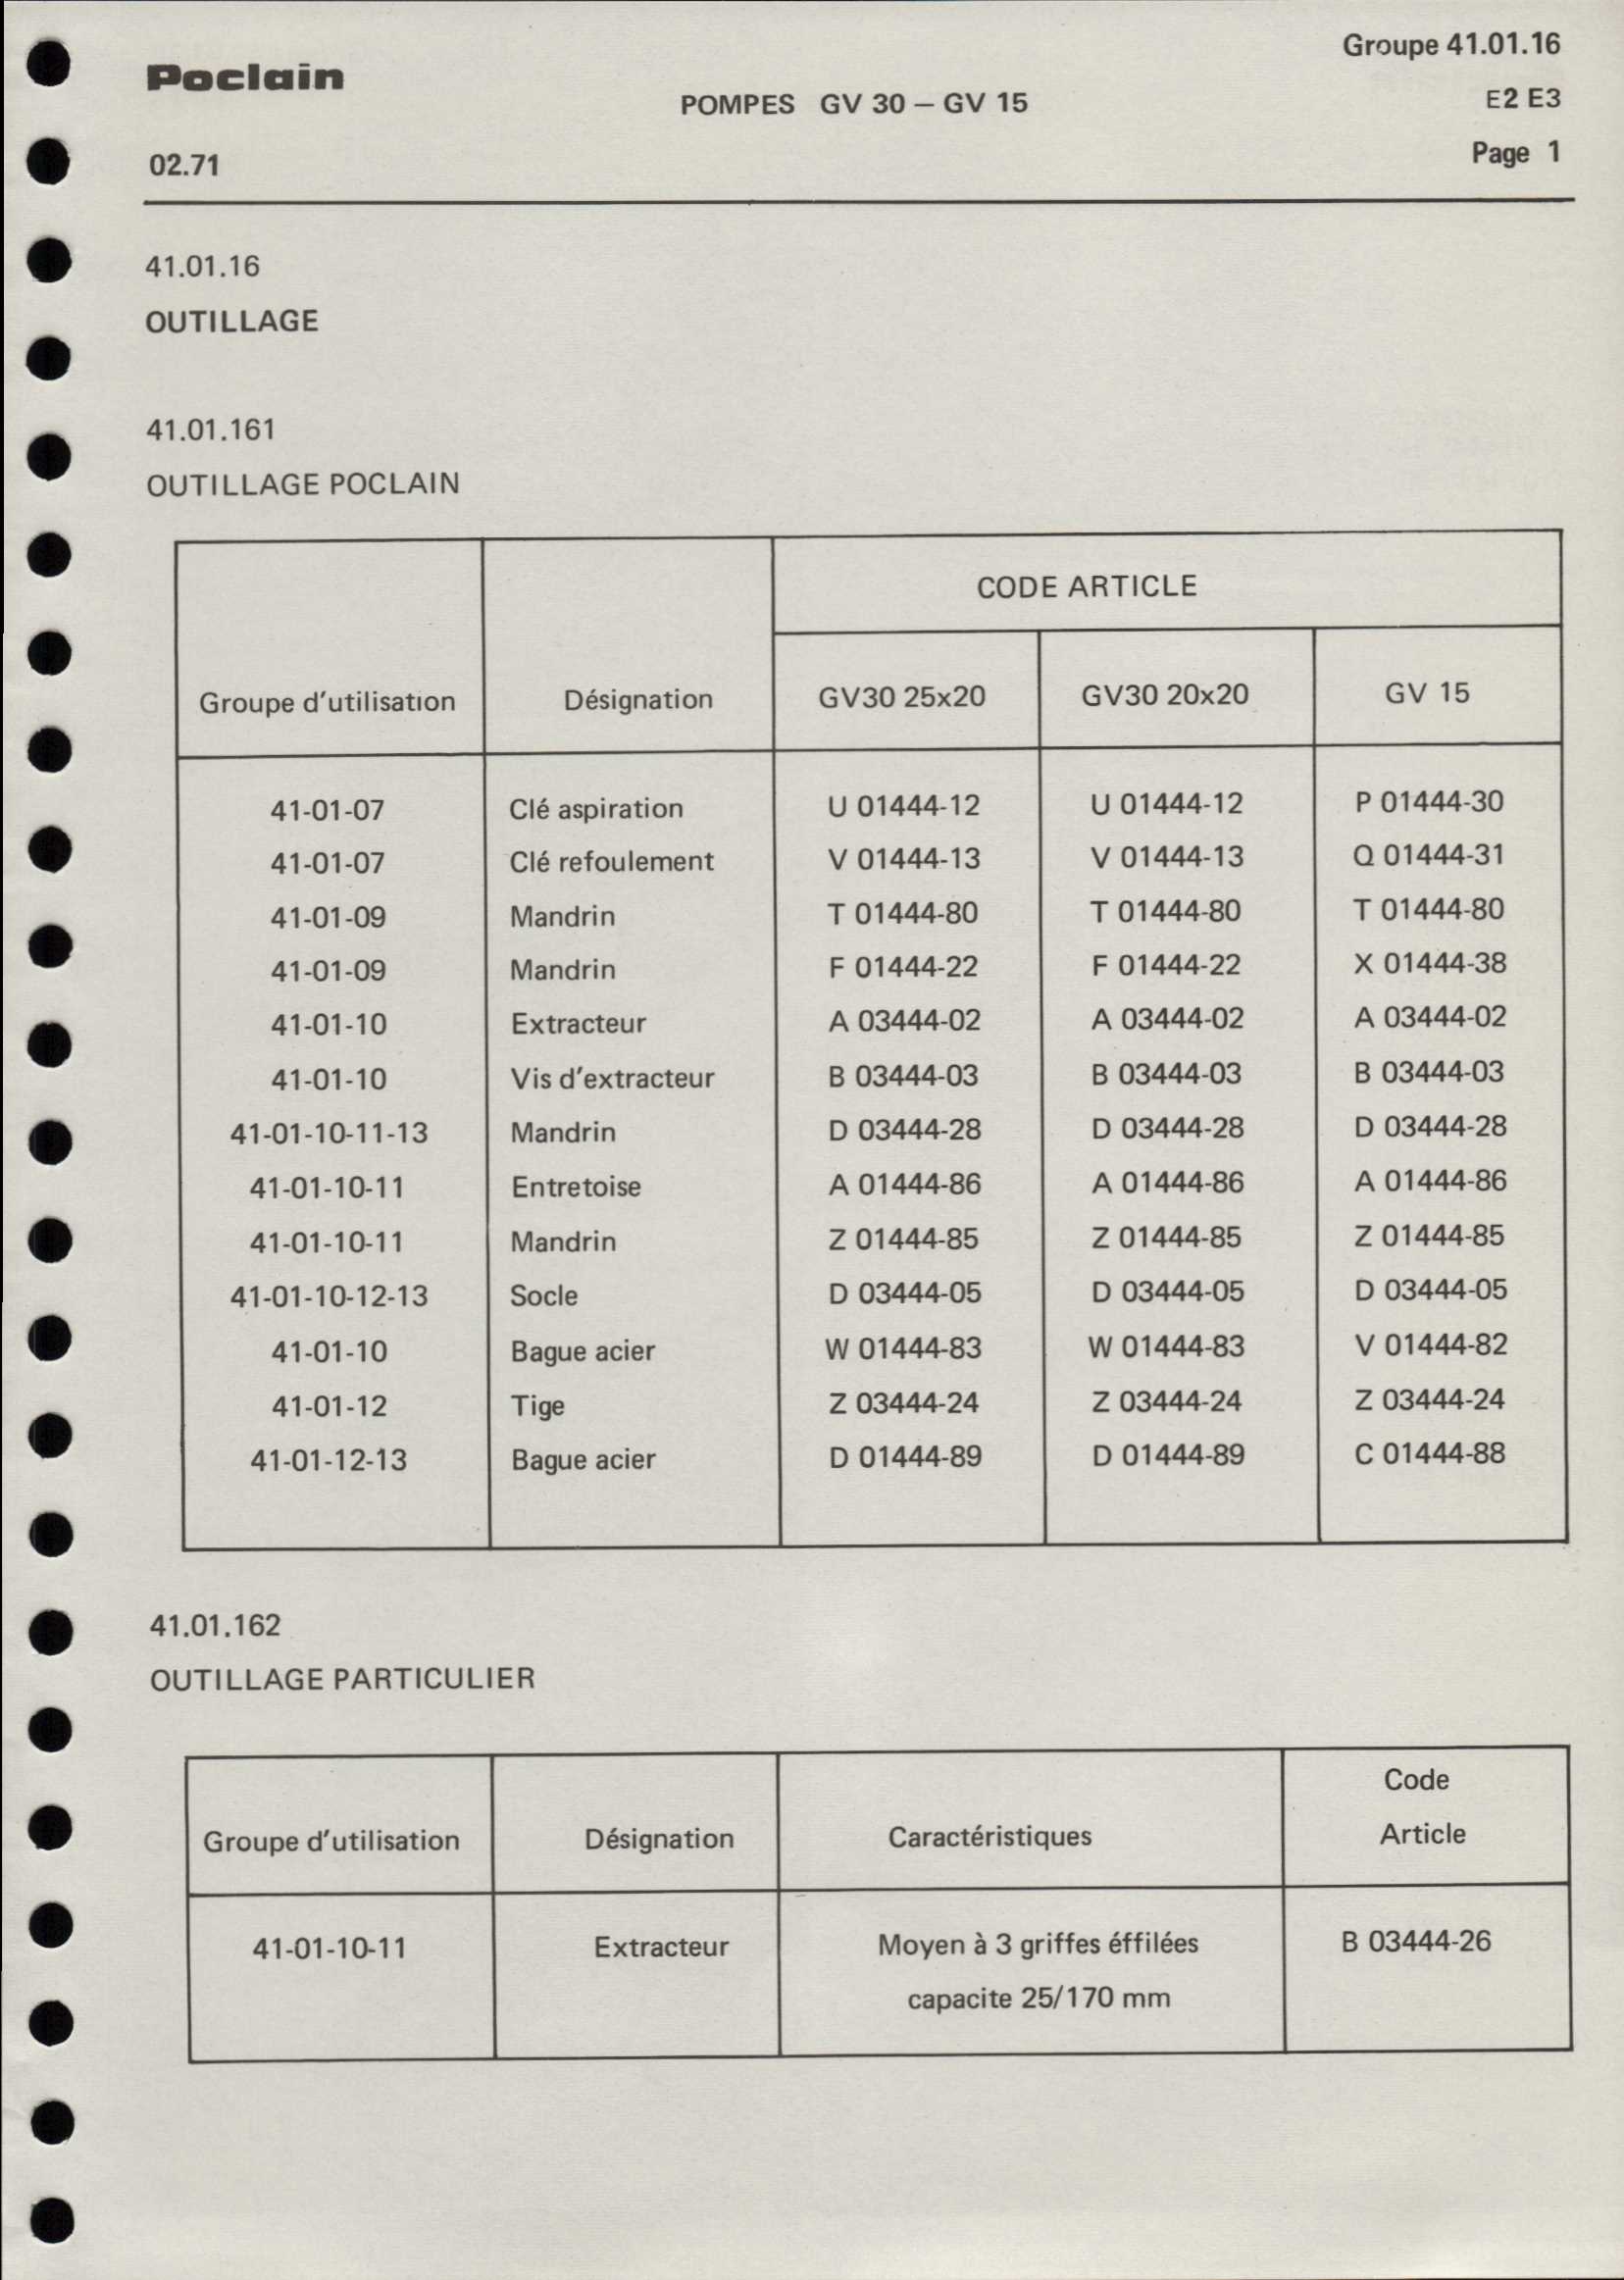 Poclain
02.71
POMPES GV 30 — GV 15
Groupe 41.01.16
E2 E3
Page 1
41.01.16
OUTILLAGE
41.01.161
OUTILLAGE POCLAIN
CODE ARTICLE
Groupe d'utilisation Désignation GV30 25x20 GV30 20x20 GV 15
41-01-07 Clé aspiration U 01444-12 U 01444-12 P 01444-30
41-01-07 Clé refoulement V 01444-13 V 01444-13 Q 01444-31
41-01-09 Mandrin T 01444-80 T 01444-80 T 01444-80
41-01-09 Mandrin F 01444-22 F 01444-22 X 01444-38
41-01-10 Extracteur A 03444-02 A 03444-02 A 03444-02
41-01-10 Vis d'extracteur B 03444-03 B 03444-03 B 03444-03
41-01-10-11-13 Mandrin D 03444-28 D 03444-28 D 03444-28
41-01-10-11 Entretoise A 01444-86 A 01444-86 A 01444-86
41-01-10-11 Mandrin Z 01444-85 Z 01444-85 Z 01444-85
41-01-10-12-13 Socle D 03444-05 D 03444-05 D 03444-05
41-01-10 Bague acier W 01444-83 W 01444-83 V 01444-82
41-01-12 Tige Z 03444-24 Z 03444-24 Z 03444-24
41-01-12-13 Bague acier D 01444-89 D 01444-89 C 01444-88
41.01.162
OUTILLAGE PARTICULIER
Code
Groupe d'utilisation Désignation Caractéristiques Article
41-01-10-11 Extracteur Moyen à 3 griffes éffilées B 03444-26
capacite 25/170 mm